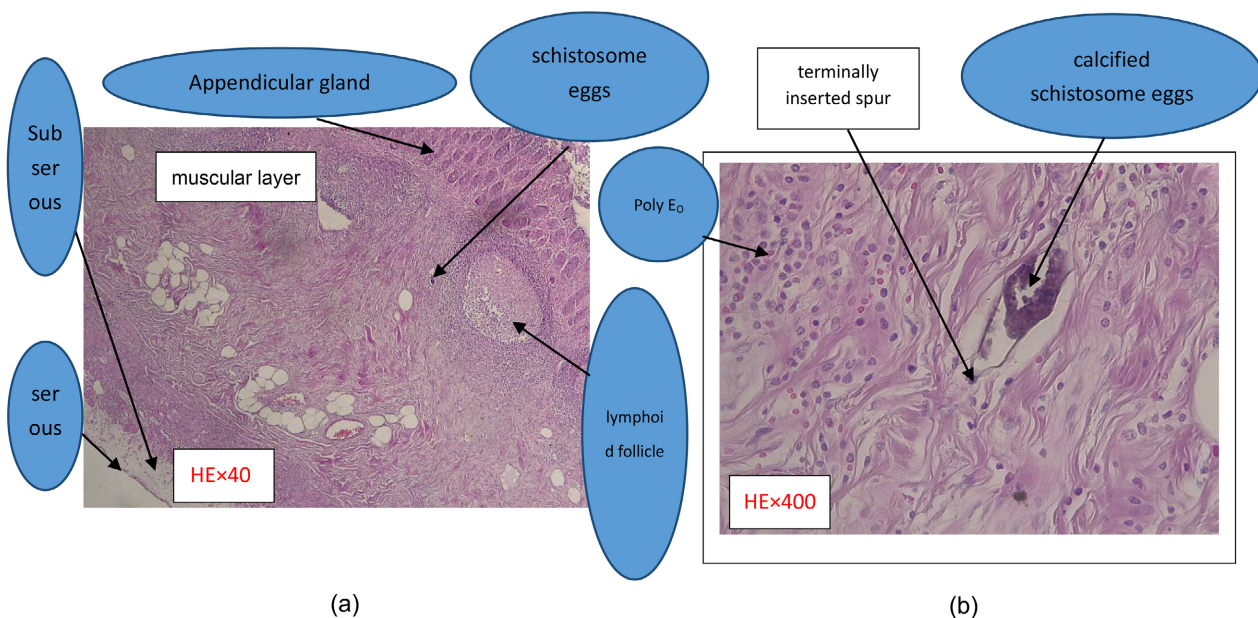 Sub
ser
ous
Appendicular gland
schistosome
eggs
muscular layer
ser
ous
HE×40
lymphoi
d follicle
(a)
terminally
inserted spur
calcified
schistosome eggs
Poly Eo
HE×400
(b)